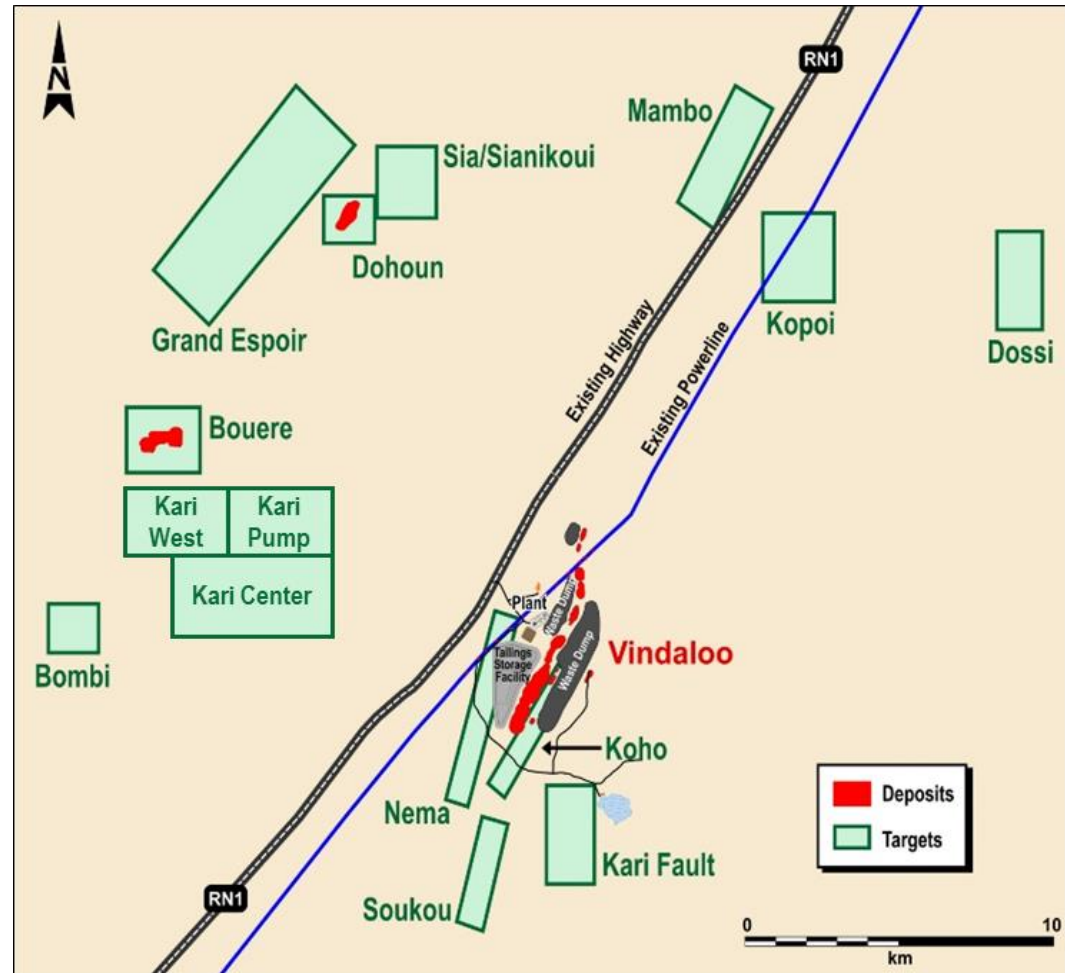 N
RN1
Mambo
Sia/Sianikoui
Dohoun
Grand Espoir
Kopoi
Dossi
Existing Highway
Existing Powerline
Bouere
Kari
West
Kari
Pump
Kari Center
Bombi
Plant
Waste Dump
Tailings
Storage
Facility
Waste Dump
Vindaloo
Koho
Nema
Kari Fault
Soukou
RN1
Deposits
Targets
0 10
km